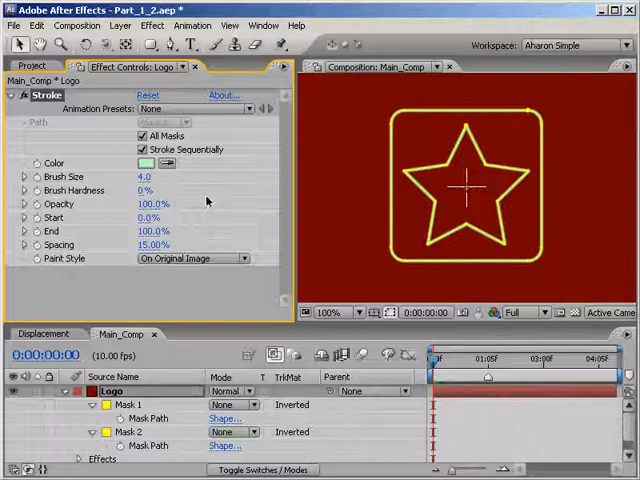 Adobe After Effects - Part_1_2.aep *
File Edit Composition Layer Effect Animation View Window Help
Workspace: Aharon Simple
Project Effect Controls: Logo Composition: Main_Comp
Main_Comp * Logo
Stroke Reset About...
Animation Presets: None
Path
All Masks
Stroke Sequentially
Color
Brush Size 4.0
Brush Hardness 0 %
Opacity 100.0%
Start 0.0%
End 100.0%
Spacing 15.00%
Paint Style On Original Image
100% 0:00:00:00 Full Active Came
Displacement Main_Comp
0:00:00:00 (10.00 fps) 01:05F 03:00F 04:05F
# Source Name Mode T TrkMat Parent
Logo Normal None
Mask 1 None Inverted
Mask Path Shape...
Mask 2 None Inverted
Mask Path Shape...
Effects
Toggle Switches / Modes